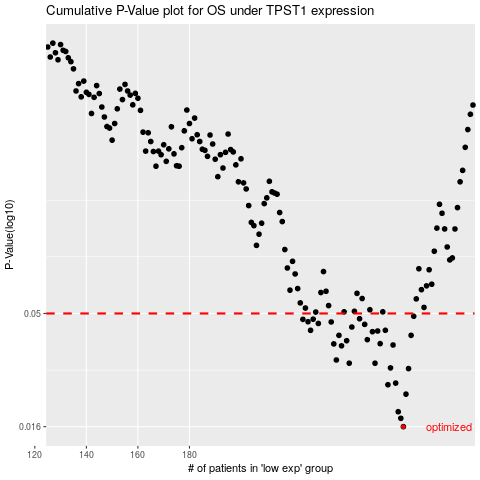 Cumulative P-Value plot for OS under TPST1 expression
P-Value(log10)
0.05
0.016
optimized
120 140 160 180
# of patients in 'low exp' group